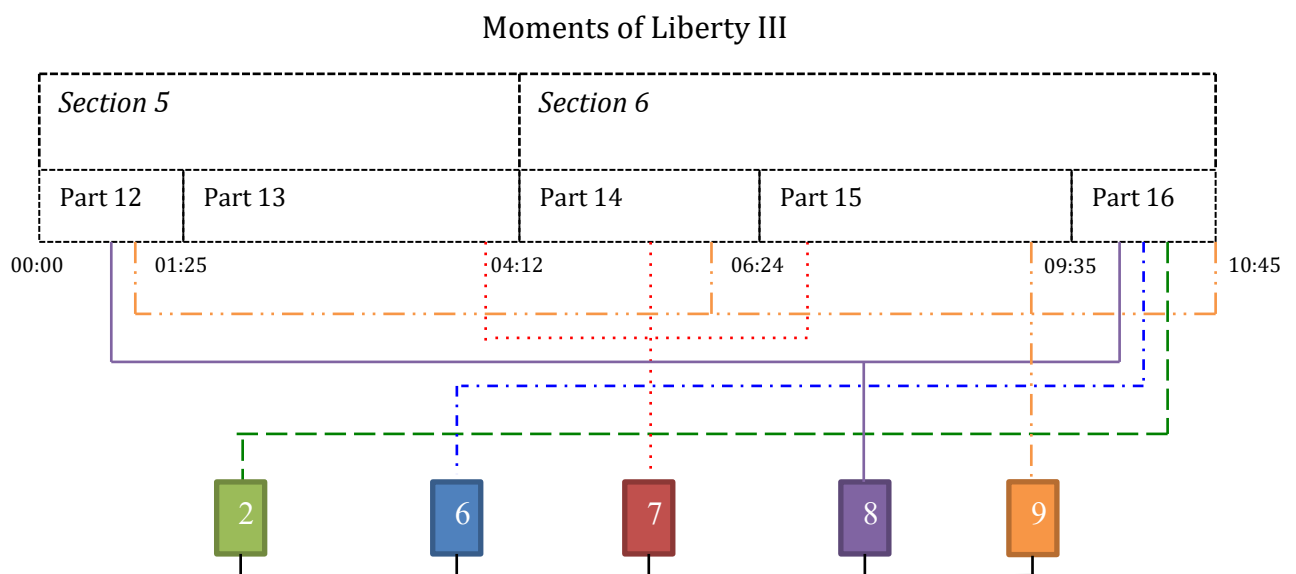 Moments of Liberty III
Section 5 Section 6
Part 12 Part 13 Part 14 Part 15 Part 16
00:00 01:25 04:12 06:24 09:35 10:45
2 6 7 8 9